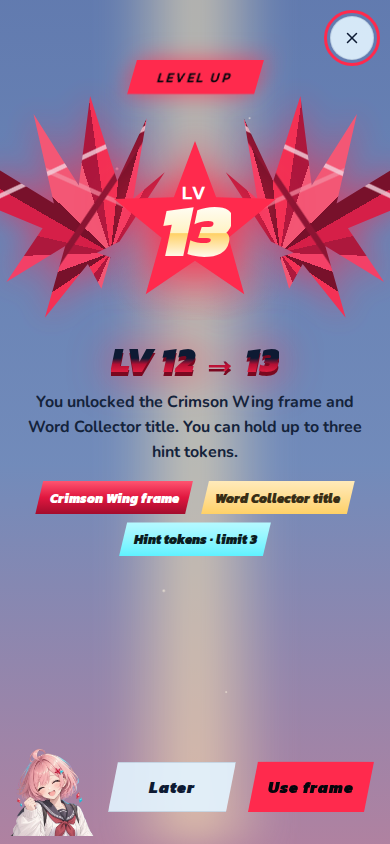 LEVEL UP
LV
13
LV 12 → 13
You unlocked the Crimson Wing frame and
Word Collector title. You can hold up to three
hint tokens.
Crimson Wing frame
Word Collector title
Hint tokens · limit 3
Later
Use frame